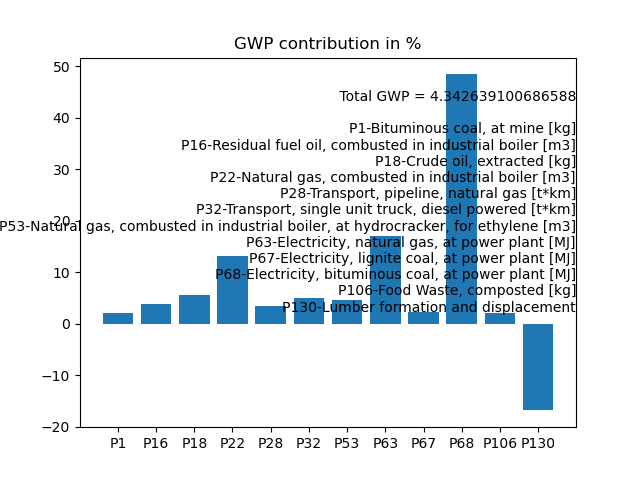 GWP contribution in %
50
40
30
20
10
0
−10
−20
Total GWP = 4.342639100686588
P1-Bituminous coal, at mine [kg]
P16-Residual fuel oil, combusted in industrial boiler [m3]
P18-Crude oil, extracted [kg]
P22-Natural gas, combusted in industrial boiler [m3]
P28-Transport, pipeline, natural gas [t*km]
P32-Transport, single unit truck, diesel powered [t*km]
P53-Natural gas, combusted in industrial boiler, at hydrocracker, for ethylene [m3]
P63-Electricity, natural gas, at power plant [MJ]
P67-Electricity, lignite coal, at power plant [MJ]
P68-Electricity, bituminous coal, at power plant [MJ]
P106-Food Waste, composted [kg]
P130-Lumber formation and displacement
P1 P16 P18 P22 P28 P32 P53 P63 P67 P68 P106 P130